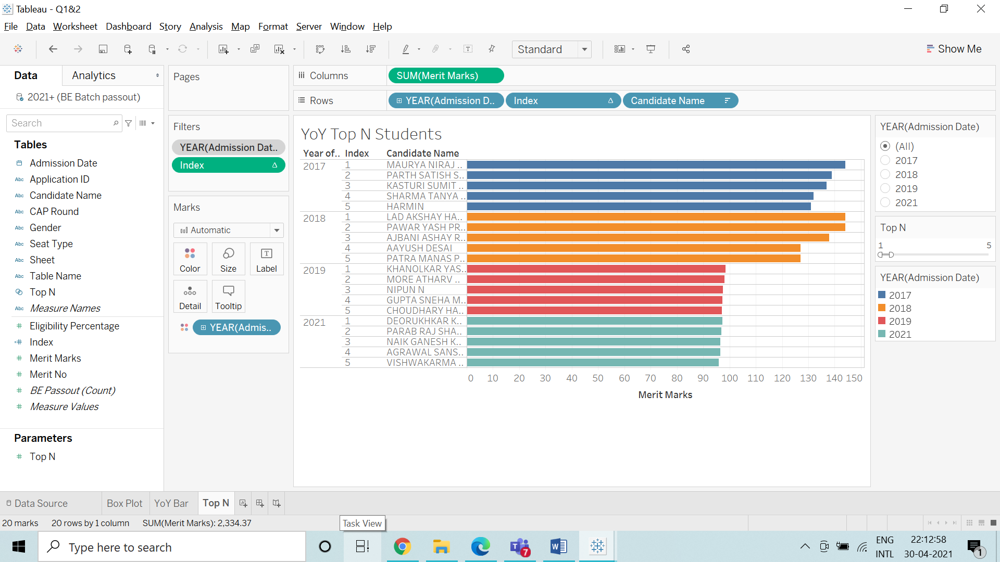 Tableau - Q1&2
File Data Worksheet Dashboard Story Analysis Map Format Server Window Help
Standard
Show Me
Data Analytics
2021+ (BE Batch passout)
Search
Tables
Admission Date
Abc Application ID
Abc Candidate Name
Abc CAP Round
Abc Gender
Abc Seat Type
Abc Sheet
Abc Table Name
Top N
Abc Measure Names
# Eligibility Percentage
=# Index
# Merit Marks
# Merit No
# BE Passout (Count)
# Measure Values
Parameters
# Top N
Pages
Filters
YEAR(Admission Dat..
Index Δ
Marks
Automatic
Color Size Label
Detail Tooltip
YEAR(Admis..
Columns SUM(Merit Marks)
Rows YEAR(Admission D.. Index Δ Candidate Name
YoY Top N Students
Year of.. Index Candidate Name
2017 1 MAURYA NIRAJ ..
2 PARTH SATISH S..
3 KASTURI SUMIT ..
4 SHARMA TANYA ..
5 HARMIN
2018 1 LAD AKSHAY HA..
2 PAWAR YASH PR..
3 AJBANI ASHAY R..
4 AAYUSH DESAI
5 PATRA MANAS P..
2019 1 KHANOLKAR YAS..
2 MORE ATHARV ..
3 NIPUN N
4 GUPTA SNEHA M..
5 CHOUDHARY HA..
2021 1 DEORUKHKAR K..
2 PARAB RAJ SHA..
3 NAIK GANESH K..
4 AGRAWAL SANS..
5 VISHWAKARMA ..
0 10 20 30 40 50 60 70 80 90 100 110 120 130 140 150
Merit Marks
YEAR(Admission Date)
(All)
2017
2018
2019
2021
Top N
1 5
YEAR(Admission Date)
2017
2018
2019
2021
Data Source Box Plot YoY Bar Top N
20 marks 20 rows by 1 column SUM(Merit Marks): 2,334.37
Task View
Type here to search
7
ENG
INTL
22:12:58
30-04-2021
1